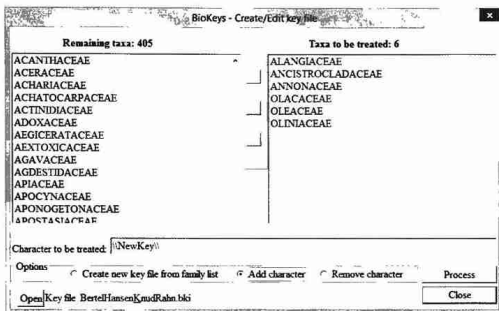 BioKeys - Create/Edit key file
Remaining taxa: 405
Taxa to be treated: 6
ACANTHACEAE
ACERACEAE
ACHARIACEAE
ACHATOCARPACEAE
ACTINIDIACEAE
ADOXACEAE
AEGICERATACEAE
AEXTOXICACEAE
AGAVACEAE
AGDESTIDACEAE
APIACEAE
APOCYNACEAE
APONOGETONACEAE
APOSTASIACEAE
ALANGIACEAE
ANCISTROCLADACEAE
ANNONACEAE
OLACACEAE
OLEACEAE
OLINIACEAE
Character to be treated: \\NewKey\\
Options
Create new key file from family list Add character Remove character Process
Open Key file BertelHansenKnudRahn.bki Close